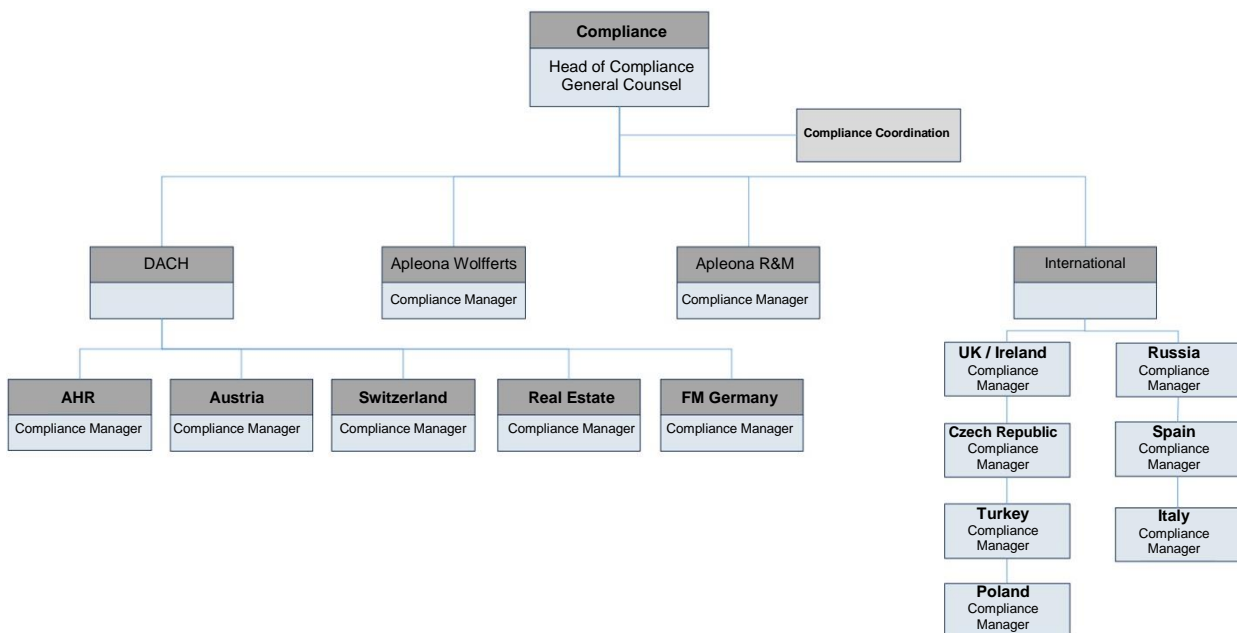 Compliance
Head of Compliance
General Counsel
Compliance Coordination
DACH
Apleona Wolfferts
Compliance Manager
Apleona R&M
Compliance Manager
International
AHR
Compliance Manager
Austria
Compliance Manager
Switzerland
Compliance Manager
Real Estate
Compliance Manager
FM Germany
Compliance Manager
UK / Ireland
Compliance
Manager
Czech Republic
Compliance
Manager
Turkey
Compliance
Manager
Poland
Compliance
Manager
Russia
Compliance
Manager
Spain
Compliance
Manager
Italy
Compliance
Manager